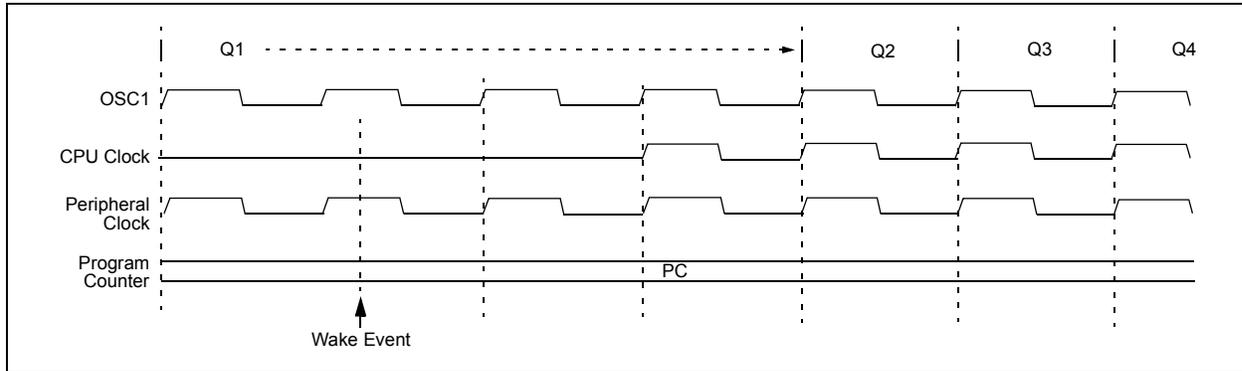 Q1
Q2
Q3
Q4
OSC1
CPU Clock
Peripheral
Clock
Program
Counter
PC
Wake Event